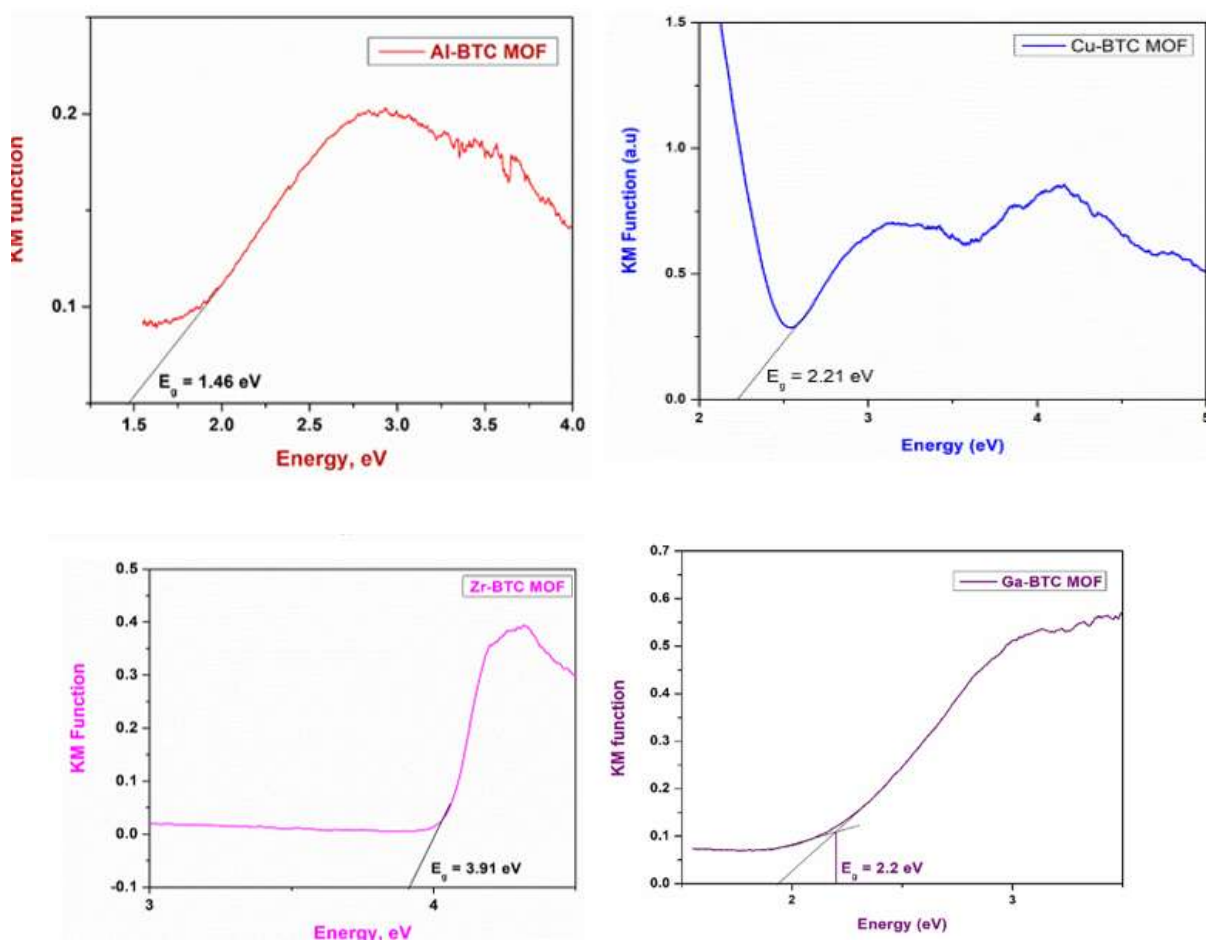 Al-BTC MOF
0.2
0.1
KM function
E_g = 1.46 eV
1.5 2.0 2.5 3.0 3.5 4.0
Energy, eV
Cu-BTC MOF
1.5
1.0
0.5
0.0
KM Function (a.u)
E_g = 2.21 eV
2 3 4 5
Energy (eV)
Zr-BTC MOF
0.5
0.4
0.3
0.2
0.1
0.0
-0.1
KM Function
E_g = 3.91 eV
3 4
Energy, eV
Ga-BTC MOF
0.7
0.6
0.5
0.4
0.3
0.2
0.1
0.0
KM function
E_g = 2.2 eV
2 3
Energy (eV)